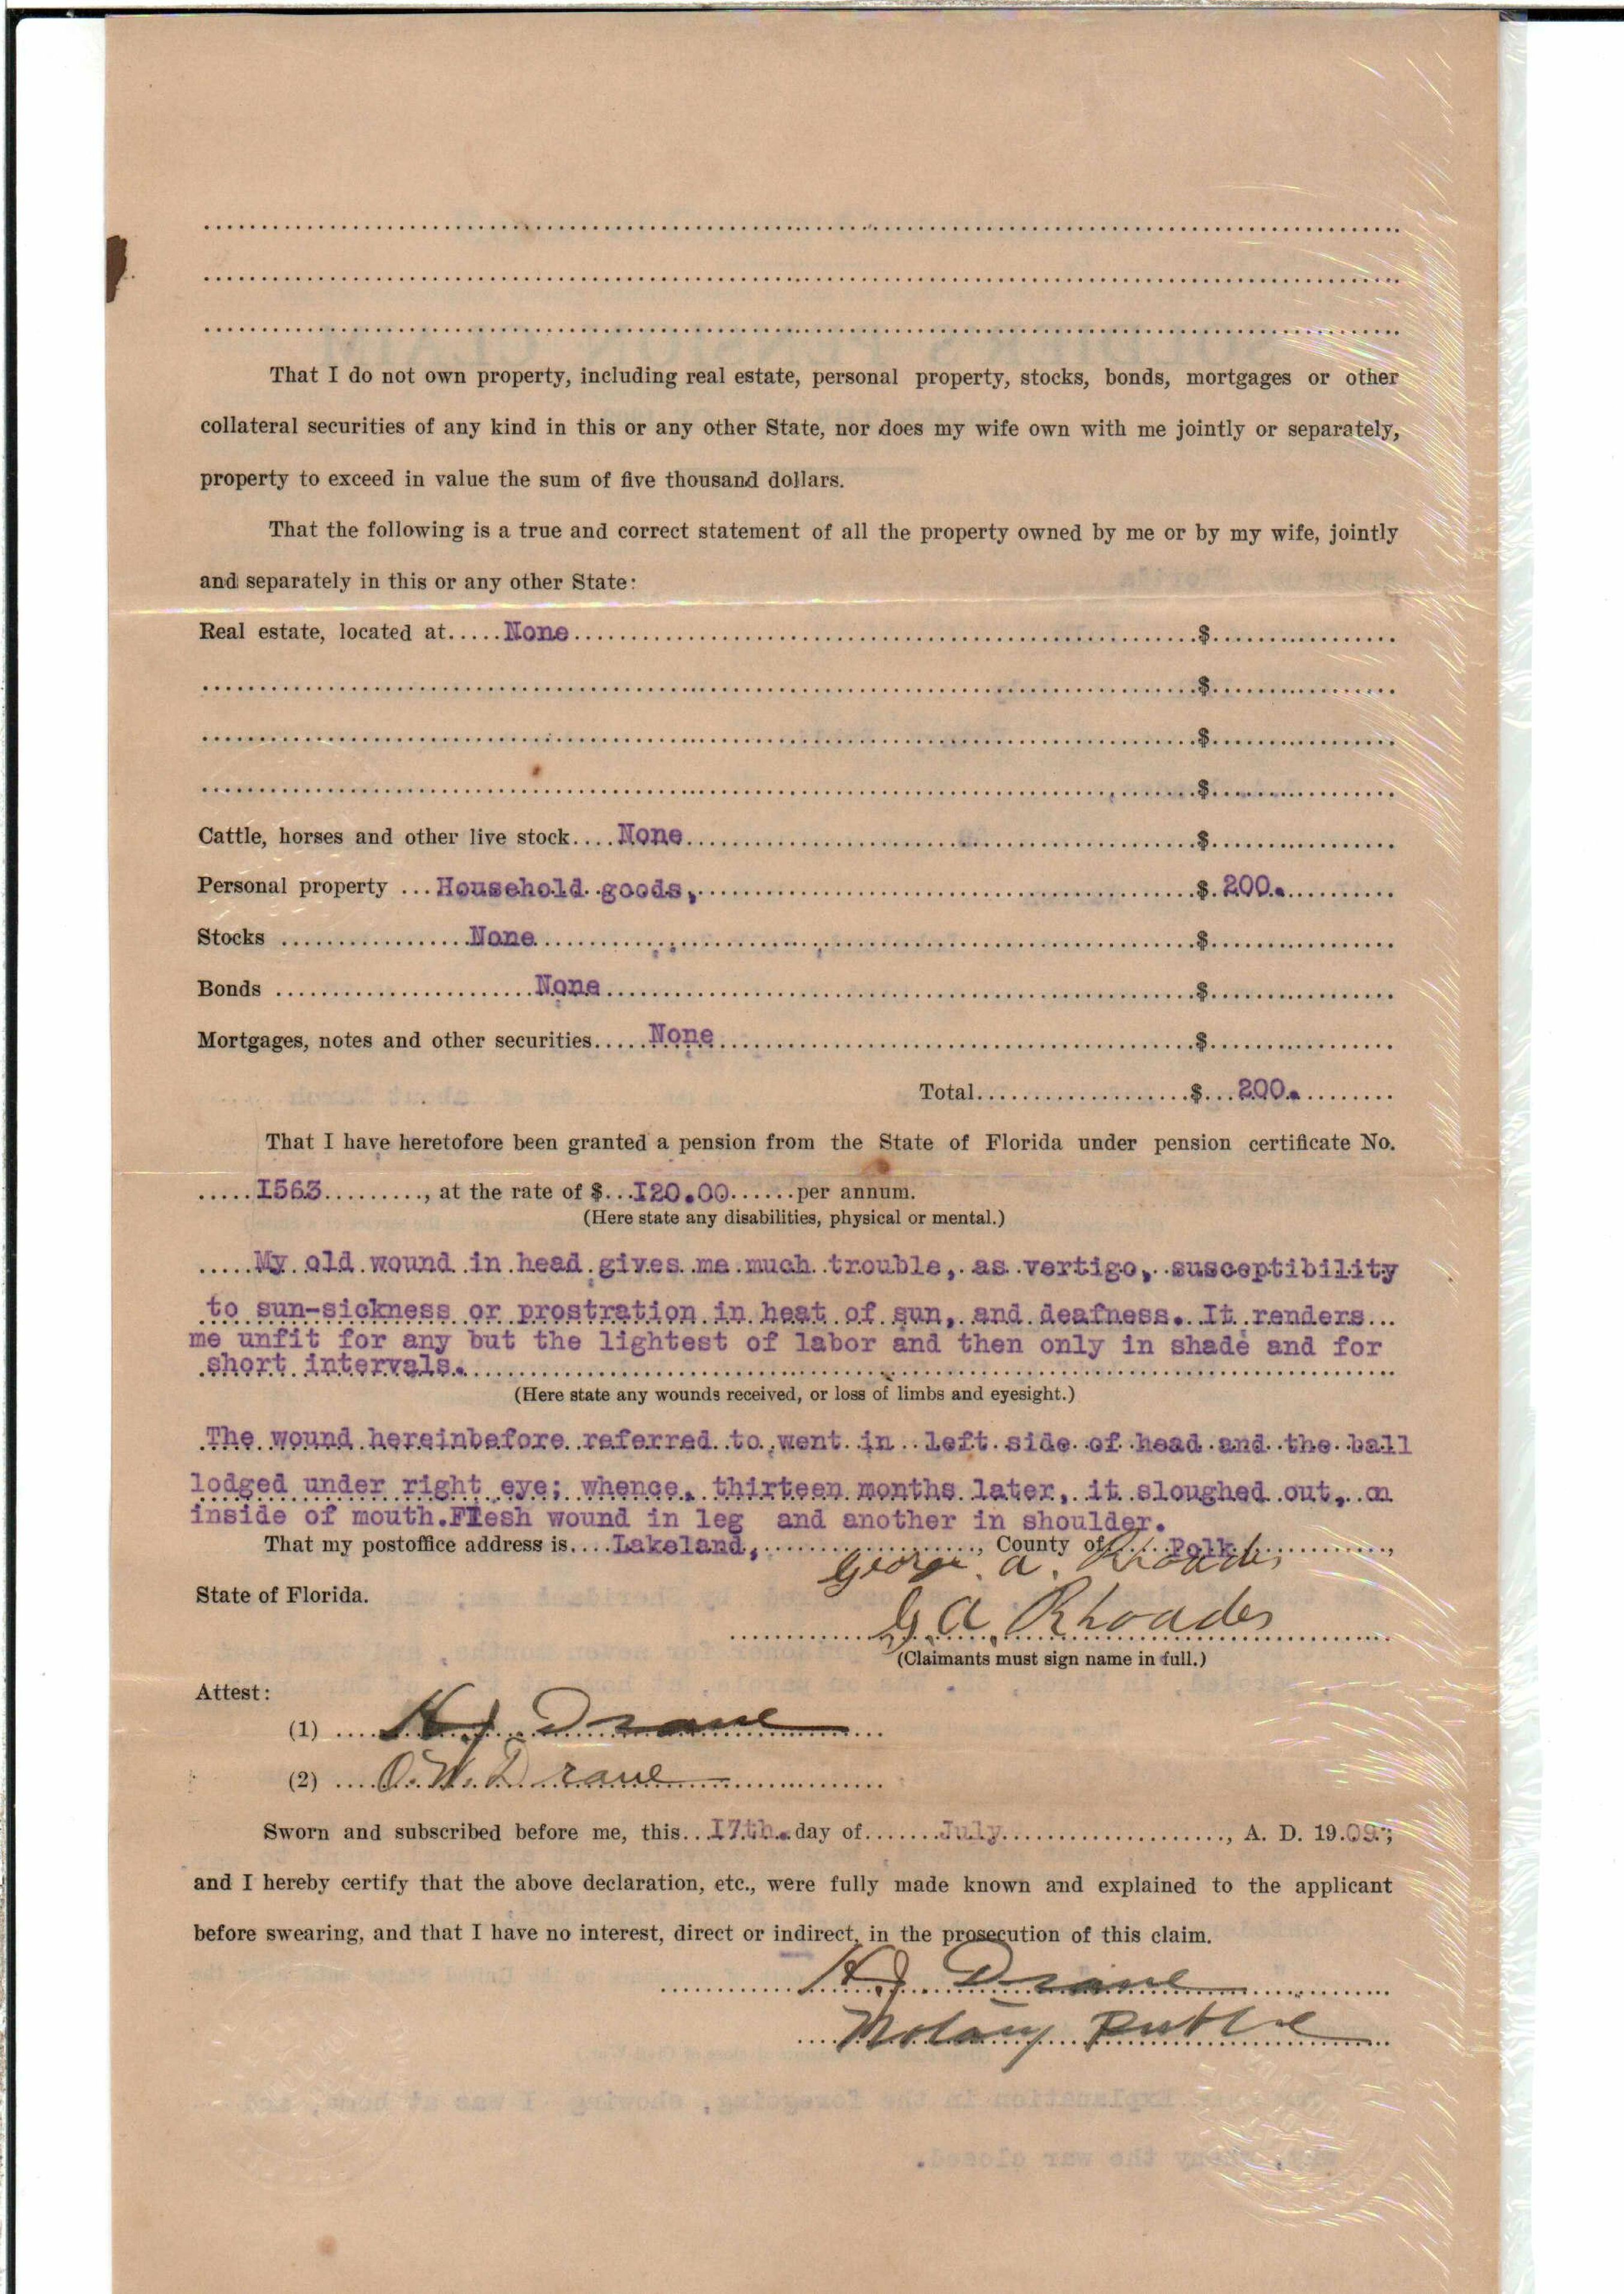 That I do not own property, including real estate, personal property, stocks, bonds, mortgages or other
collateral securities of any kind in this or any other State, nor does my wife own with me jointly or separately,
property to exceed in value the sum of five thousand dollars.
That the following is a true and correct statement of all the property owned by me or by my wife, jointly
and separately in this or any other State:
Real estate, located at.....None..........$..........
..........$..........
..........$..........
..........$..........
Cattle, horses and other live stock....None..........$..........
Personal property ...Household goods,..........$.200...........
Stocks ..........None..........$..........
Bonds ..........None..........$..........
Mortgages, notes and other securities.....None..........$..........
Total..........$...200...........
That I have heretofore been granted a pension from the State of Florida under pension certificate No.
.....I563.........., at the rate of $...I20.00......per annum.
(Here state any disabilities, physical or mental.)
.....My old wound in head gives me much trouble, as vertigo, susceptibility
to sun-sickness or prostration in heat of sun, and deafness. It renders...
me unfit for any but the lightest of labor and then only in shade and for
short intervals...........
(Here state any wounds received, or loss of limbs and eyesight.)
The wound hereinbefore referred to went in left side of head and the ball
lodged under right eye; whence, thirteen months later, it sloughed out, on
inside of mouth.Flesh wound in leg and another in shoulder.
That my postoffice address is....Lakeland,.........., County of.....Polk..........,
George. A. Rhoades
State of Florida.
G. A. Rhoades
(Claimants must sign name in full.)
Attest:
(1) ....H J Drane
(2) ....O. W. Drane
Sworn and subscribed before me, this...I7th.day of.......July.........., A. D. 19.09.;
and I hereby certify that the above declaration, etc., were fully made known and explained to the applicant
before swearing, and that I have no interest, direct or indirect, in the prosecution of this claim.
H J. Drane
Notary Public